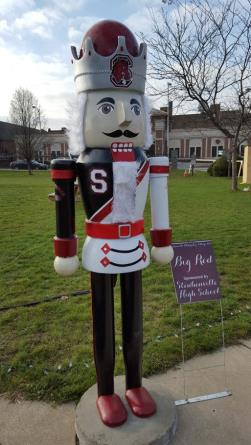 S
S
Big Red
Sponsored by
Steubenville
High School